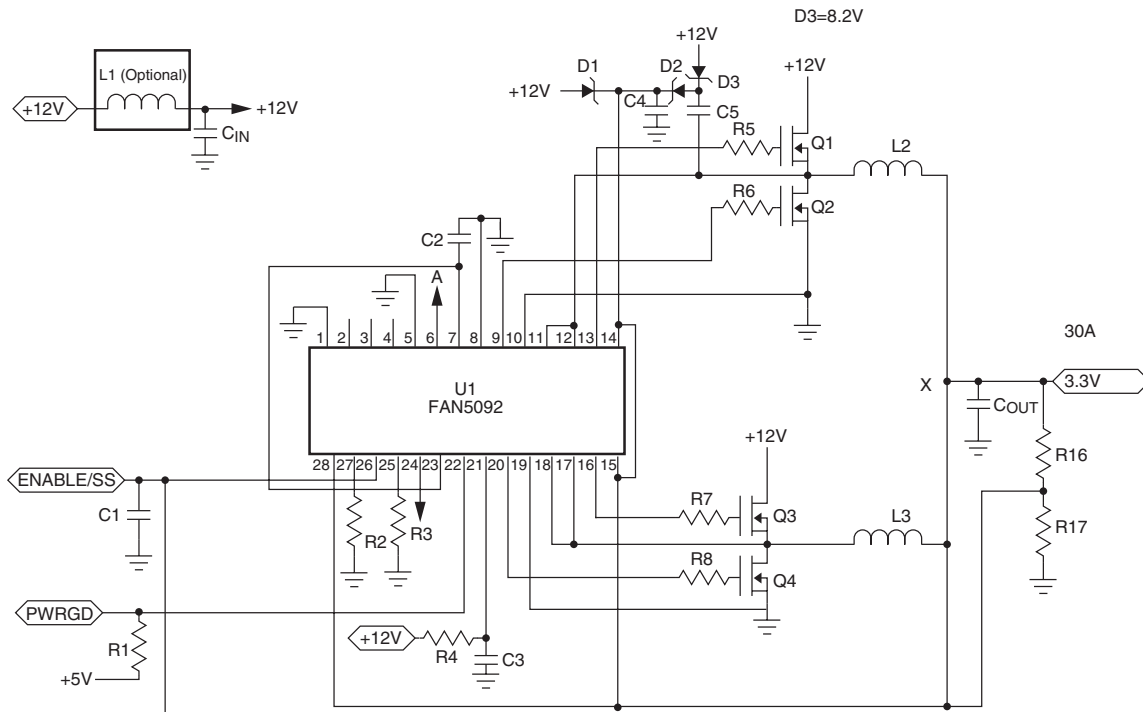 D3=8.2V
+12V
D1
D2
D3
+12V
+12V
L1 (Optional)
+12V
+12V
CIN
C4
C5
R5
Q1
L2
R6
Q2
C2
A
1 2 3 4 5 6 7 8 9 10 11 12 13 14
U1
FAN5092
30A
X
3.3V
COUT
28 27 26 25 24 23 22 21 20 19 18 17 16 15
+12V
R16
ENABLE/SS
C1
R2
R3
R7
Q3
L3
R17
R8
Q4
PWRGD
R1
+5V
+12V
R4
C3